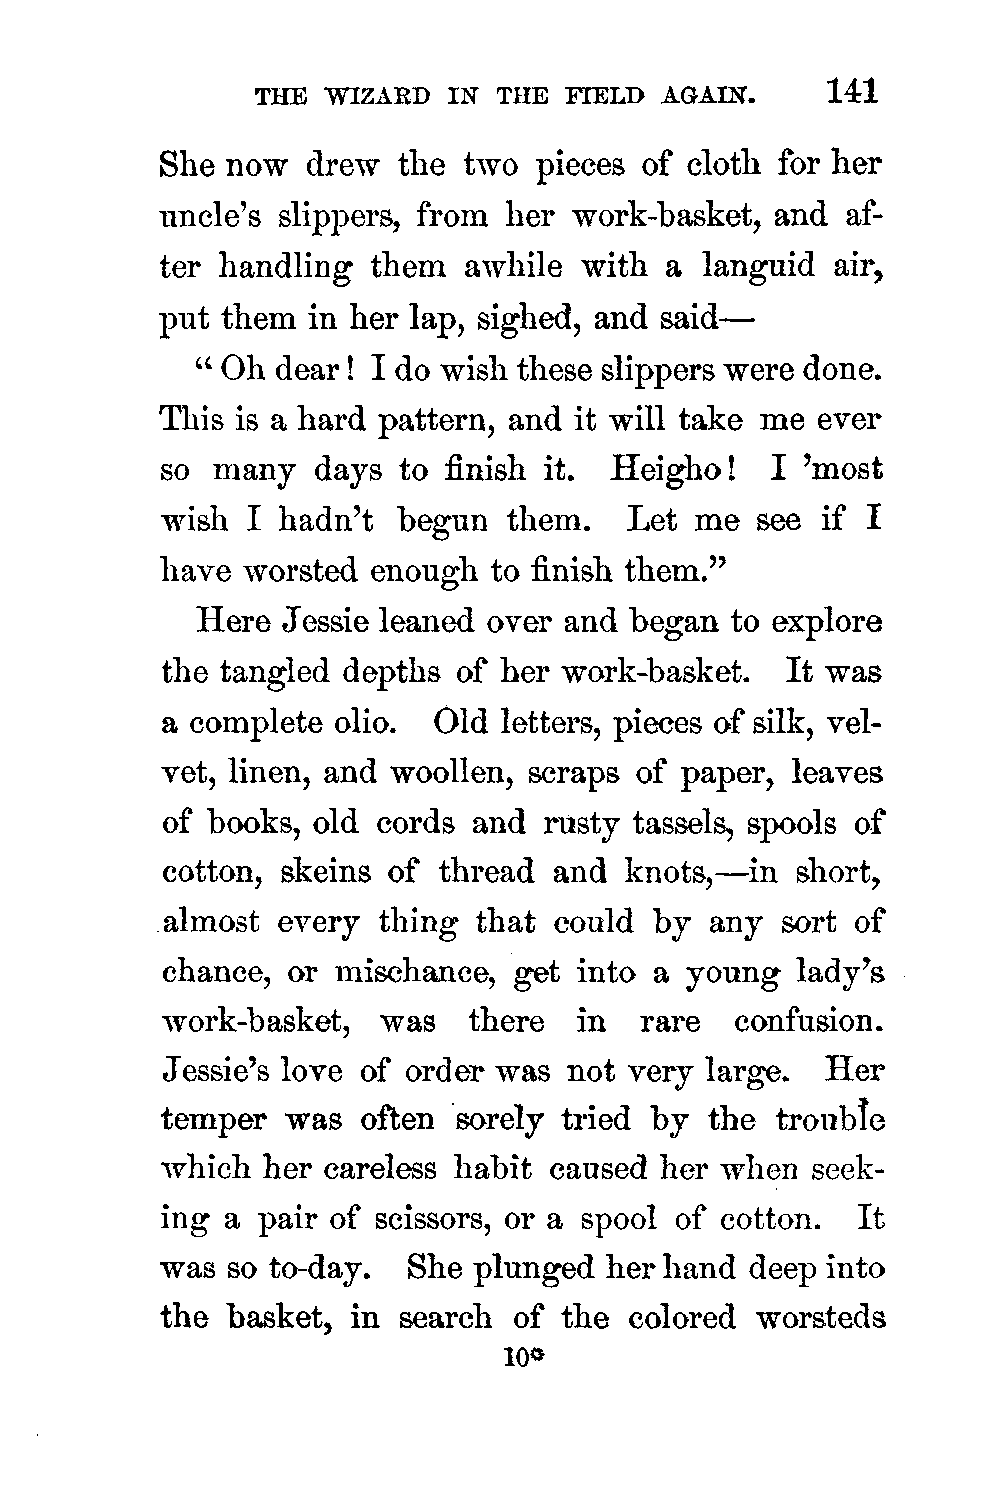 THE WIZARD IN THE FIELD AGAIN. 141
She now drew the two pieces of cloth for her
uncle's slippers, from her work-basket, and af-
ter handling them awhile with a languid air,
put them in her lap, sighed, and said—
"Oh dear! I do wish these slippers were done.
This is a hard pattern, and it will take me ever
so many days to finish it. Heigho! I 'most
wish I hadn't begun them. Let me see if I
have worsted enough to finish them."
Here Jessie leaned over and began to explore
the tangled depths of her work-basket. It was
a complete olio. Old letters, pieces of silk, vel-
vet, linen, and woollen, scraps of paper, leaves
of books, old cords and rusty tassels, spools of
cotton, skeins of thread and knots,—in short,
almost every thing that could by any sort of
chance, or mischance, get into a young lady's
work-basket, was there in rare confusion.
Jessie's love of order was not very large. Her
temper was often sorely tried by the trouble
which her careless habit caused her when seek-
ing a pair of scissors, or a spool of cotton. It
was so to-day. She plunged her hand deep into
the basket, in search of the colored worsteds
10*